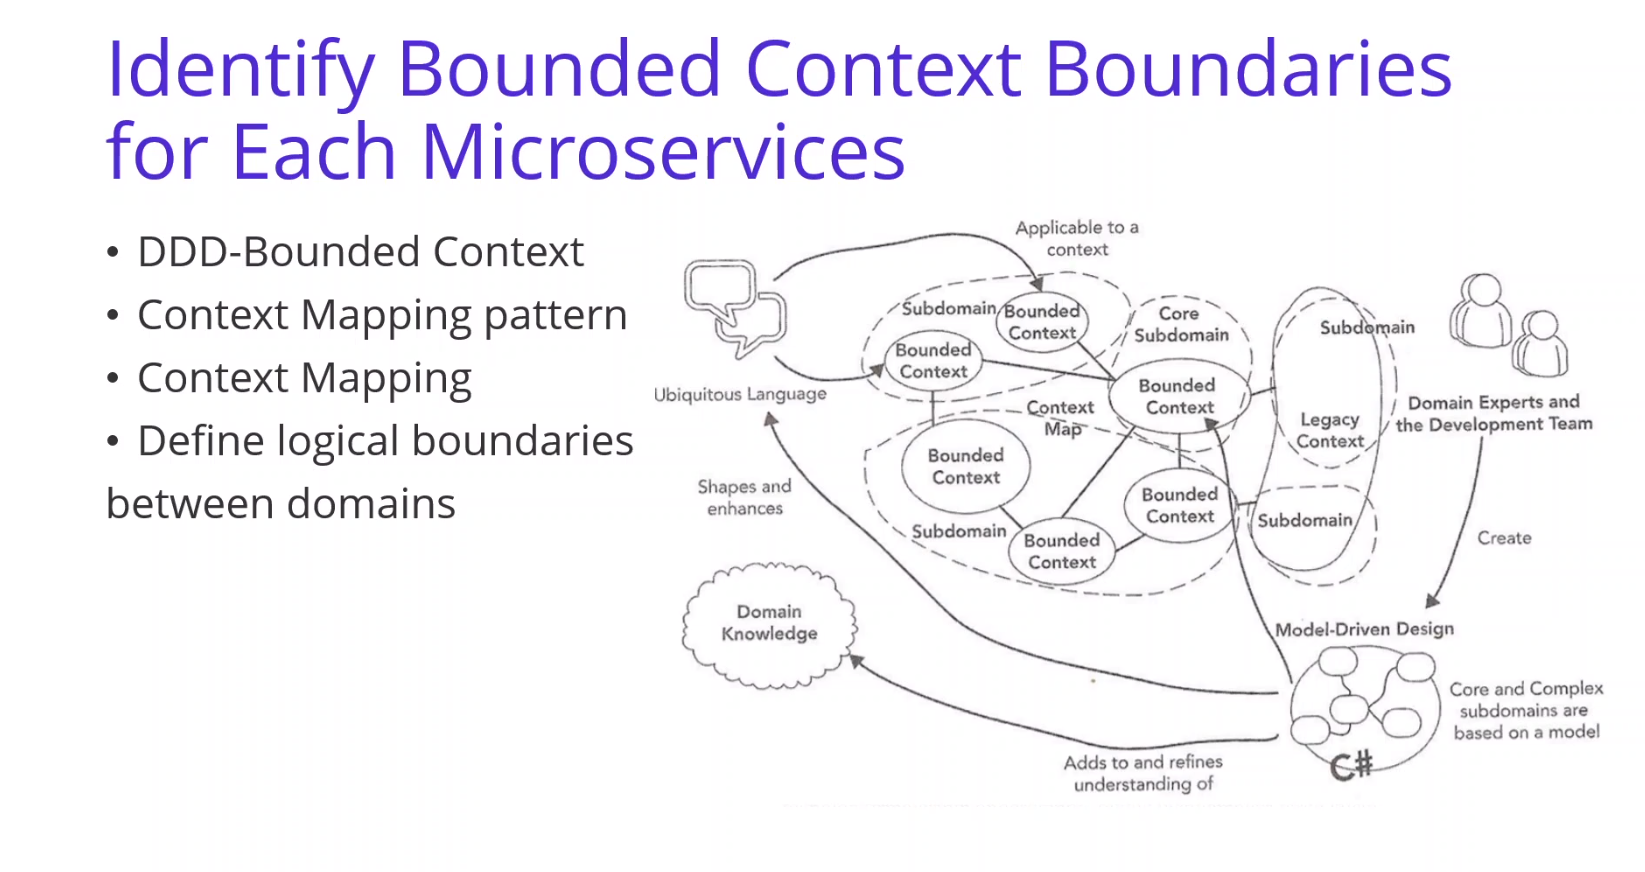 Identify Bounded Context Boundaries
for Each Microservices
• DDD-Bounded Context
• Context Mapping pattern
• Context Mapping
• Define logical boundaries
between domains
Applicable to a
context
Subdomain
Bounded
Context
Bounded
Context
Core
Subdomain
Bounded
Context
Subdomain
Legacy
Context
Ubiquitous Language
Context
Map
Domain Experts and
the Development Team
Bounded
Context
Shapes and
enhances
Bounded
Context
Subdomain
Subdomain
Bounded
Context
Create
Domain
Knowledge
Model-Driven Design
Core and Complex
subdomains are
based on a model
C#
Adds to and refines
understanding of